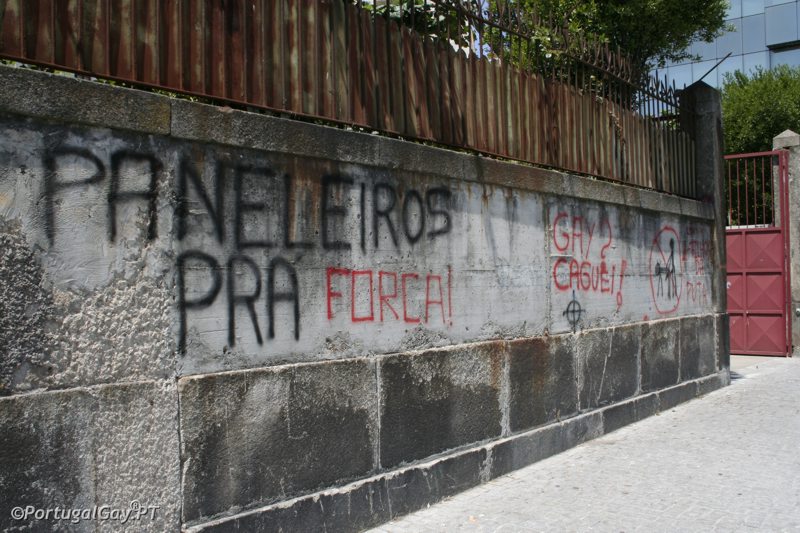 PANELEIROS
PRA FORCA!
GAY?
CAGUEI!
©PortugalGay.PT